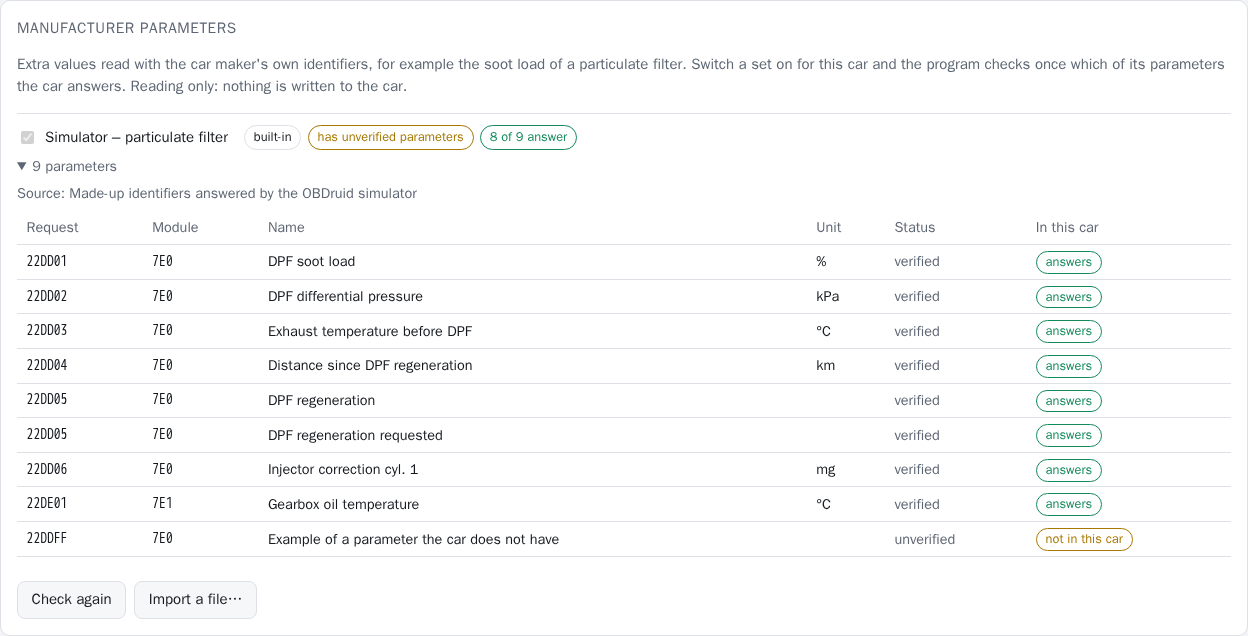 MANUFACTURER PARAMETERS
Extra values read with the car maker's own identifiers, for example the soot load of a particulate filter. Switch a set on for this car and the program checks once which of its parameters
the car answers. Reading only: nothing is written to the car.
Simulator – particulate filter built-in has unverified parameters 8 of 9 answer
▼ 9 parameters
Source: Made-up identifiers answered by the OBDruid simulator
Request Module Name Unit Status In this car
22DD01 7E0 DPF soot load % verified answers
22DD02 7E0 DPF differential pressure kPa verified answers
22DD03 7E0 Exhaust temperature before DPF °C verified answers
22DD04 7E0 Distance since DPF regeneration km verified answers
22DD05 7E0 DPF regeneration verified answers
22DD05 7E0 DPF regeneration requested verified answers
22DD06 7E0 Injector correction cyl. 1 mg verified answers
22DE01 7E1 Gearbox oil temperature °C verified answers
22DDFF 7E0 Example of a parameter the car does not have unverified not in this car
Check again Import a file…